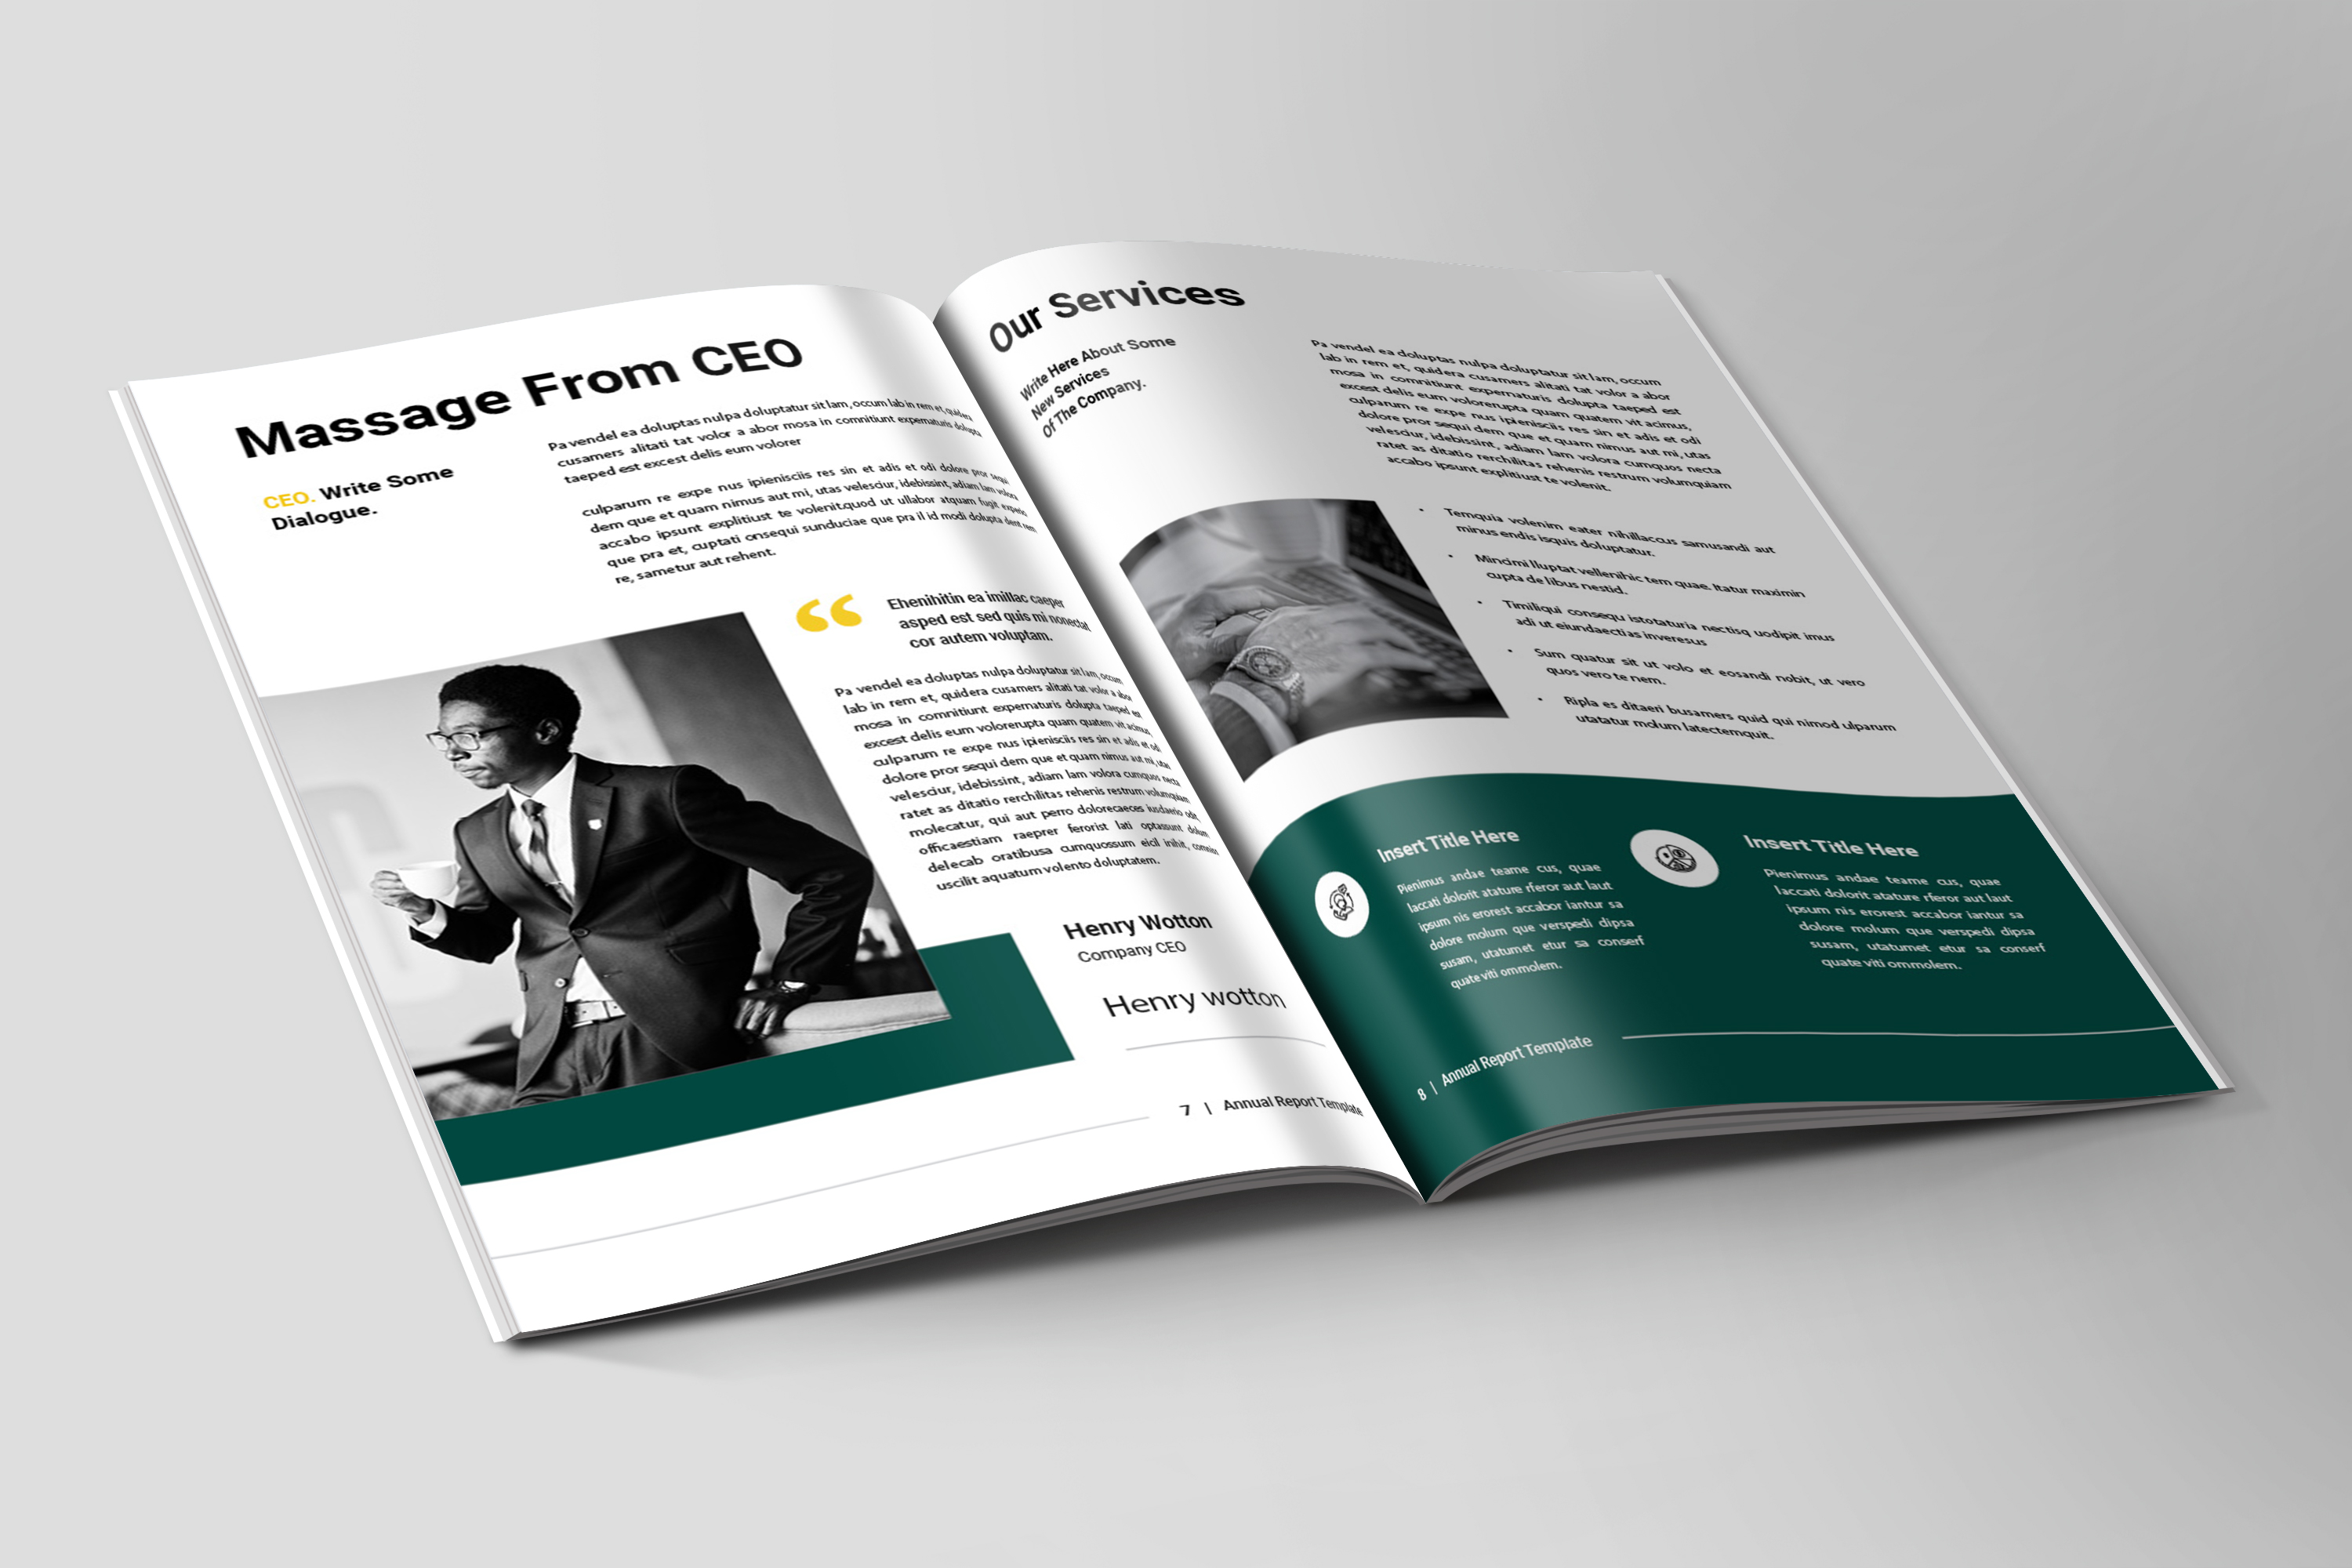 Massage From CEO
CEO. Write Some
Dialogue.
Pa vendel ea doluptas nulpa doluptatur sit lam, occum lab in rem et, quidera
cusamers alitati tat volor a abor mosa in comnitiunt expernaturis dolupta
taeped est excest delis eum volorer
culparum re expe nus ipienisciis res sin et adis et odi dolore pror sequi
dem que et quam nimus aut mi, utas velesciur, idebissint, adiam lam volora
accabo ipsunt explitiust te volenit.quod ut ullabor atquam fugit experio
que pra et, cuptati onsequi sunduciae que pra il id modi dolupta dent rem
re, sametur aut rehent.
“
Ehenihitin ea imillac caeper
asped est sed quis mi nonectat
cor autem voluptam.
Pa vendel ea doluptas nulpa doluptatur sit lam, occum
lab in rem et, quidera cusamers alitati tat volor a abor
mosa in comnitiunt expernaturis dolupta taeped est
excest delis eum volorerupta quam quatem vit acimus,
culparum re expe nus ipienisciis res sin et adis et odi
dolore pror sequi dem que et quam nimus aut mi, utas
velesciur, idebissint, adiam lam volora cumquos necta
ratet as ditatio rerchilitas rehenis restrum volumquiam
molecatur, qui aut perro dolorecaeces iusdaerio odit,
officaestiam raeprer ferorist lati optassunt dolum
delecab oratibusa cumquossum eicil inihit, comnior
uscilit aquatum volento doluptatem.
Henry Wotton
Company CEO
Henry wotton
7 | Annual Report Template
Our Services
Write Here About Some
New Services
Of The Company.
Pa vendel ea doluptas nulpa doluptatur sit lam, occum
lab in rem et, quidera cusamers alitati tat volor a abor
mosa in comnitiunt expernaturis dolupta taeped est
excest delis eum volorerupta quam quatem vit acimus,
culparum re expe nus ipienisciis res sin et adis et odi
dolore pror sequi dem que et quam nimus aut mi, utas
velesciur, idebissint, adiam lam volora cumquos necta
ratet as ditatio rerchilitas rehenis restrum volumquiam
accabo ipsunt explitiust te volenit.
• Temquia volenim eater nihillaccus samusandi aut
minus endis isquis doluptatur.
• Mincimi lluptat vellenihic tem quae. Itatur maximin
cupta de libus nestid.
• Timiliqui consequ istotaturia nectisq uodipit imus
adi ut eiundaectias inveresus
• Sum quatur sit ut volo et eosandi nobit, ut vero
quos vero te nem.
• Ripla es ditaeri busamers quid qui nimod ulparum
utatatur molum latectemquit.
Insert Title Here
Pienimus andae teame cus, quae
laccati dolorit atature rferor aut laut
ipsum nis erorest accabor iantur sa
dolore molum que verspedi dipsa
susam, utatumet etur sa conserf
quate viti ommolem.
Insert Title Here
Pienimus andae teame cus, quae
laccati dolorit atature rferor aut laut
ipsum nis erorest accabor iantur sa
dolore molum que verspedi dipsa
susam, utatumet etur sa conserf
quate viti ommolem.
8 | Annual Report Template